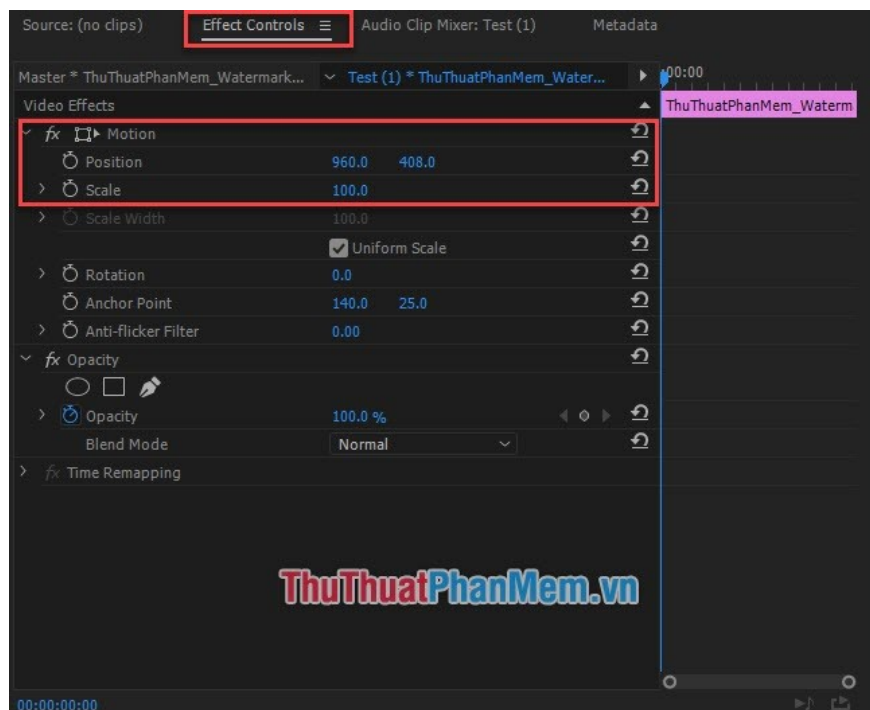 Source: (no clips) Effect Controls Audio Clip Mixer: Test (1) Metadata
Master * ThuThuatPhanMem_Watermark... Test (1) * ThuThuatPhanMem_Water... 00:00
Video Effects ThuThuatPhanMem_Waterm
fx Motion
Position 960.0 408.0
Scale 100.0
Scale Width 100.0
Uniform Scale
Rotation 0.0
Anchor Point 140.0 25.0
Anti-flicker Filter 0.00
fx Opacity
Opacity 100.0 %
Blend Mode Normal
fx Time Remapping
ThuThuatPhanMem.vn
00:00:00:00